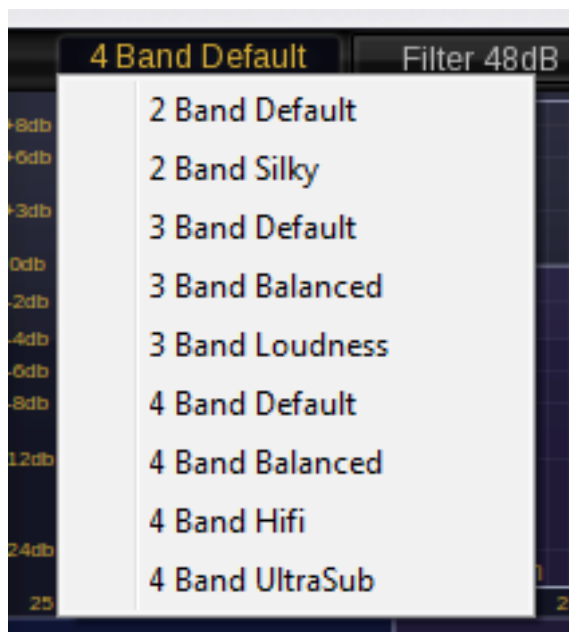 4 Band Default
Filter 48dB
2 Band Default
2 Band Silky
3 Band Default
3 Band Balanced
3 Band Loudness
4 Band Default
4 Band Balanced
4 Band Hifi
4 Band UltraSub
+8db
+6db
+3db
0db
-2db
-4db
-6db
-8db
12db
24db
25
2